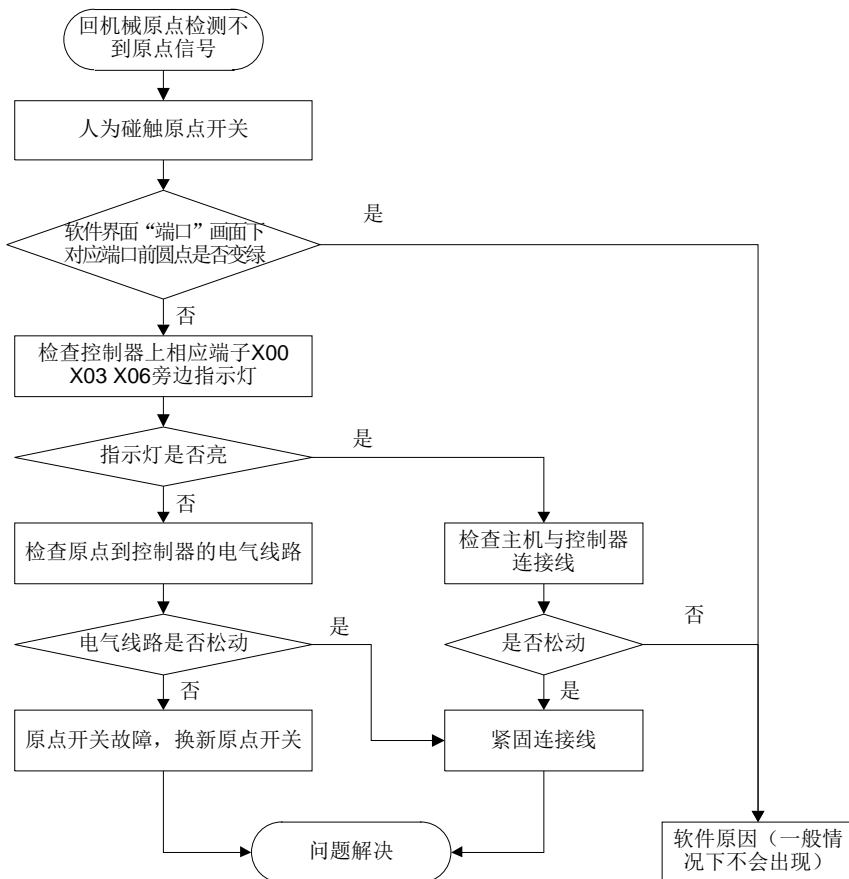 回机械原点检测不
到原点信号
人为碰触原点开关
是
软件界面“端口”画面下
对应端口前圆点是否变绿
否
检查控制器上相应端子X00
X03 X06旁边指示灯
是
指示灯是否亮
否
检查原点到控制器的电气线路
检查主机与控制器
连接线
是
否
电气线路是否松动
是否松动
否
是
原点开关故障，换新原点开关
紧固连接线
问题解决
软件原因（一般情
况下不会出现）